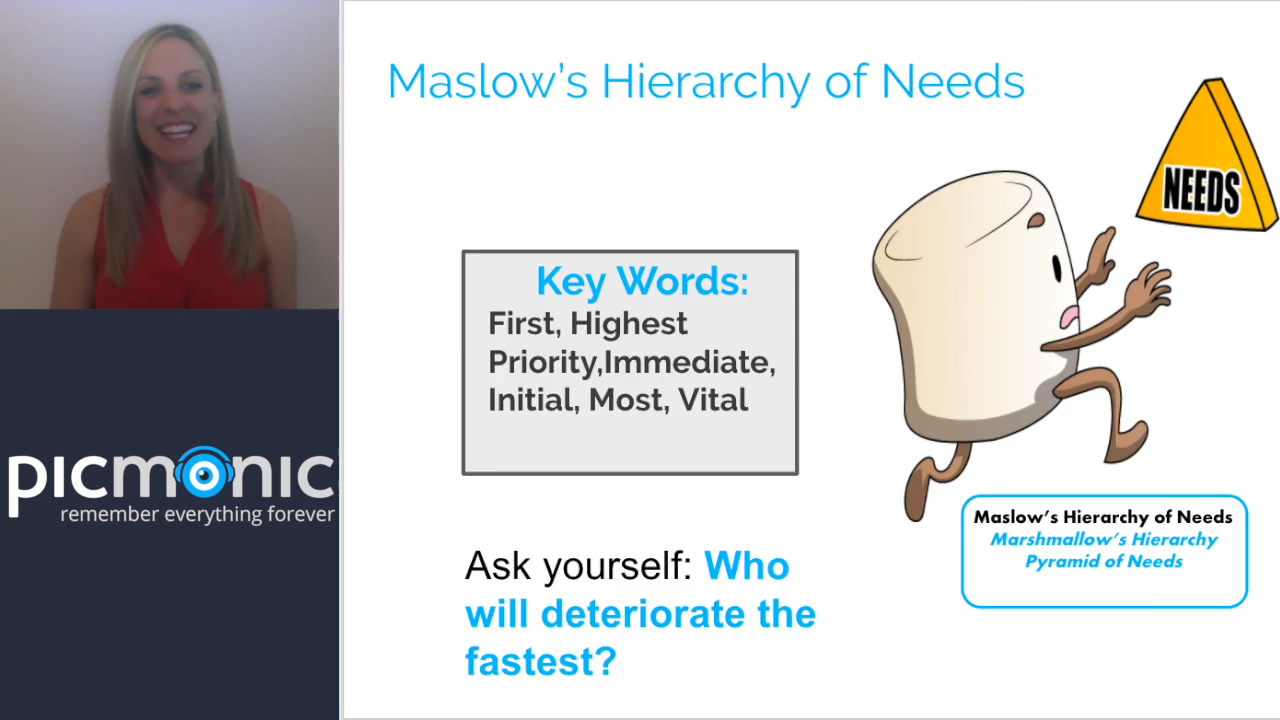 Maslow's Hierarchy of Needs
NEEDS
Key Words:
First, Highest
Priority,Immediate,
Initial, Most, Vital
picmonic
remember everything forever
Maslow's Hierarchy of Needs
Marshmallow's Hierarchy
Pyramid of Needs
Ask yourself: Who
will deteriorate the
fastest?